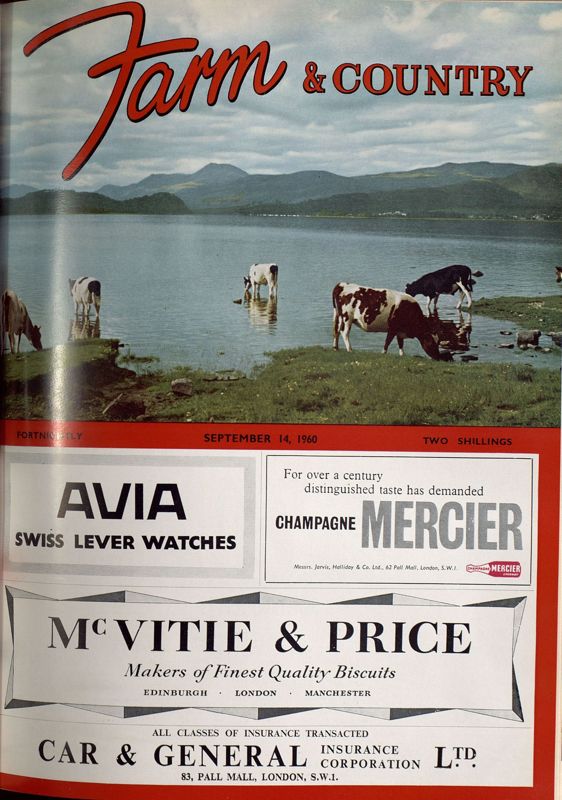 Farm & COUNTRY
FORTNIGHTLY SEPTEMBER 14, 1960 TWO SHILLINGS
AVIA
SWISS LEVER WATCHES
For over a century
distinguished taste has demanded
CHAMPAGNE MERCIER
Messrs. Jarvis, Halliday & Co. Ltd., 62 Pall Mall, London, S.W.1.
CHAMPAGNE MERCIER
McVITIE & PRICE
Makers of Finest Quality Biscuits
EDINBURGH · LONDON · MANCHESTER
ALL CLASSES OF INSURANCE TRANSACTED
CAR & GENERAL INSURANCE CORPORATION LTD.
83, PALL MALL, LONDON, S.W.1.